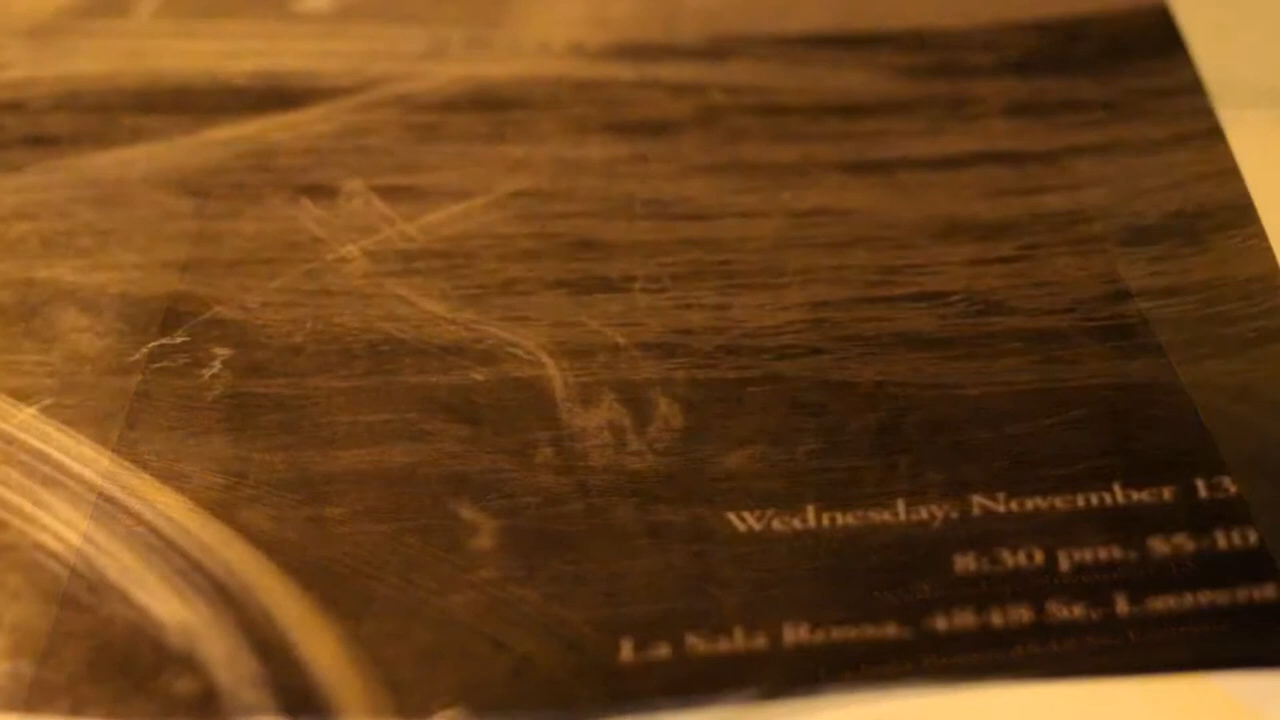 Wednesday, November 13
8:30 pm, $5-10
La Sala Rossa, 4848 St. Laurent